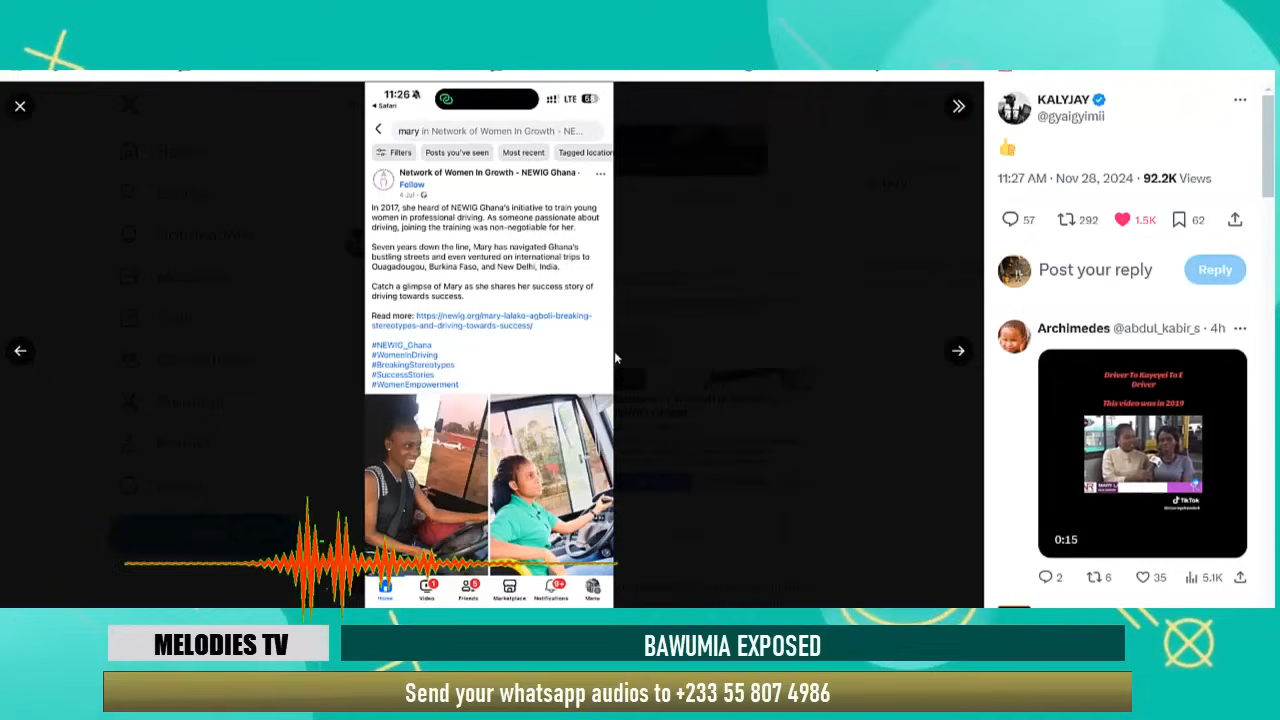 11:26
LTE
Safari
mary in Network of Women In Growth - NE...
Filters
Posts you've seen
Most recent
Tagged location
Network of Women In Growth - NEWIG Ghana ·
Follow
4 Jul ·
In 2017, she heard of NEWIG Ghana's initiative to train young
women in professional driving. As someone passionate about
driving, joining the training was non-negotiable for her.
Seven years down the line, Mary has navigated Ghana's
bustling streets and even ventured on international trips to
Ouagadougou, Burkina Faso, and New Delhi, India.
Catch a glimpse of Mary as she shares her success story of
driving towards success.
Read more: https://newig.org/mary-lalako-agboli-breaking-
stereotypes-and-driving-towards-success/
#NEWIG_Ghana
#WomenInDriving
#BreakingStereotypes
#SuccessStories
#WomenEmpowerment
Home
Video
Friends
Marketplace
Notifications
Menu
1
9+
KALYJAY
@gyaigyimii
👍
11:27 AM · Nov 28, 2024 · 92.2K Views
57
292
1.5K
62
Post your reply
Reply
Archimedes @abdul_kabir_s · 4h
Driver To Kayeyei To E
Driver
This video was in 2019
MARY L
TikTok
0:15
2
6
35
5.1K
MELODIES TV
BAWUMIA EXPOSED
Send your whatsapp audios to +233 55 807 4986